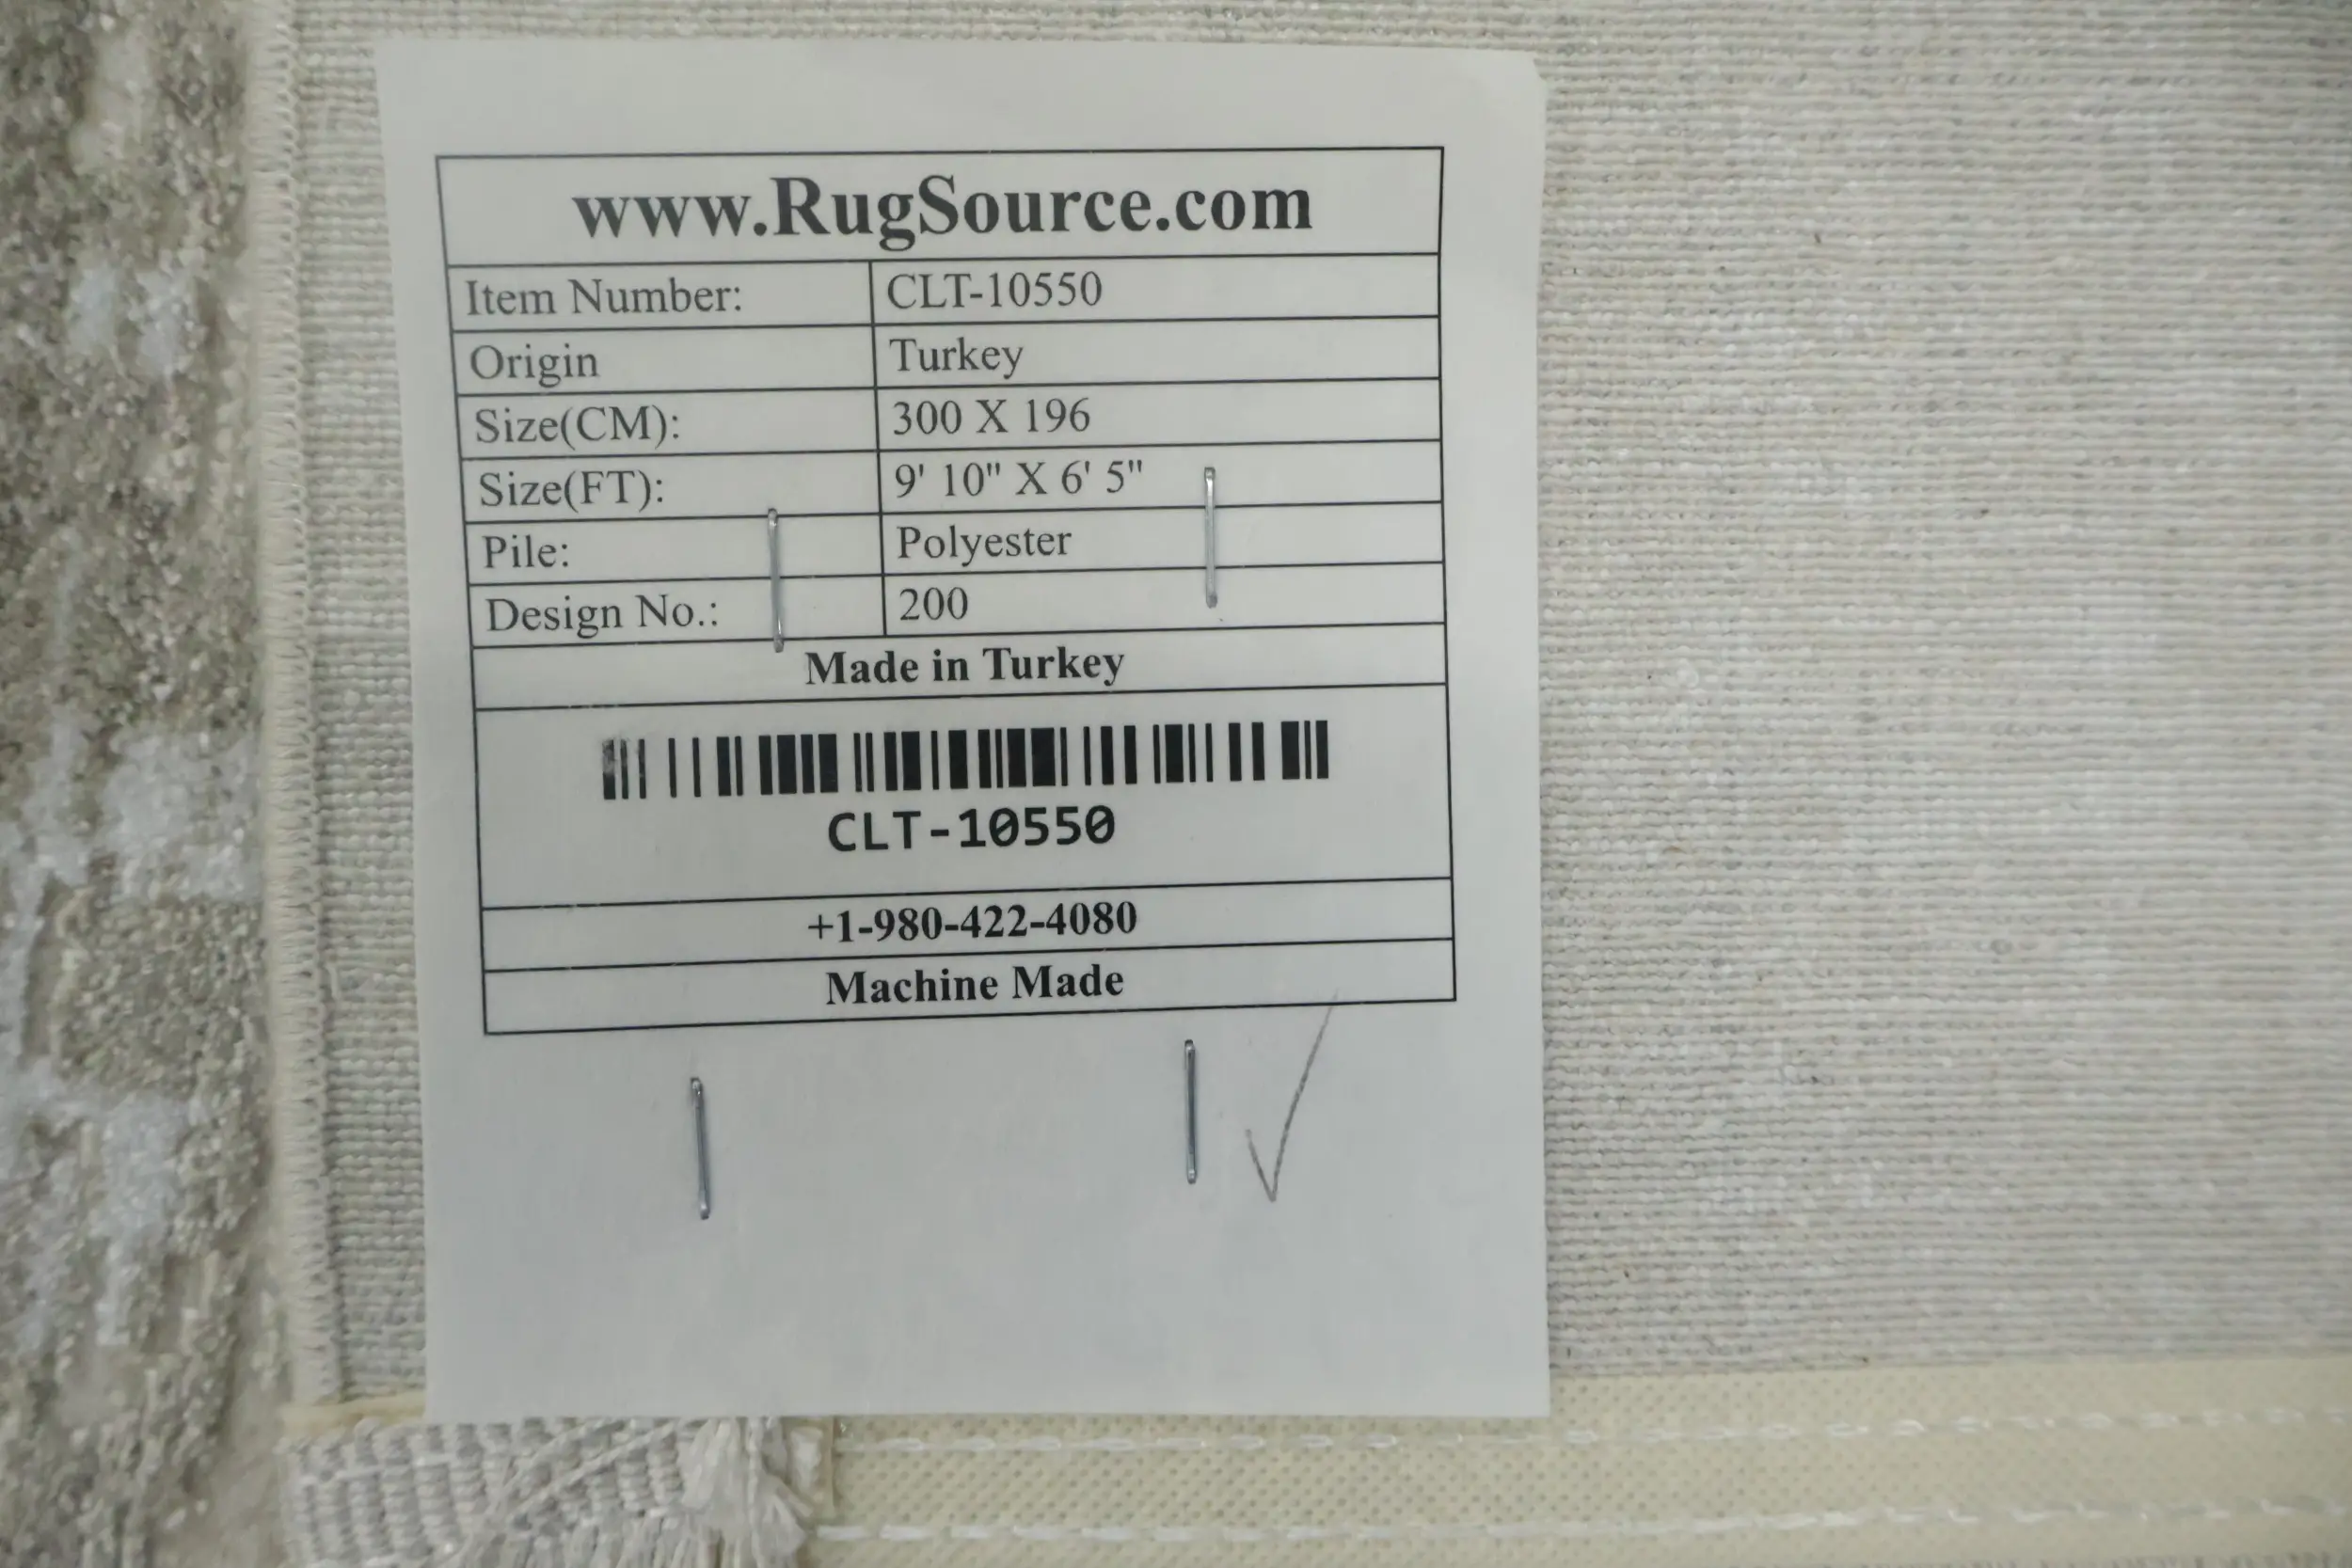 www.RugSource.com
Item Number: CLT-10550
Origin Turkey
Size(CM): 300 X 196
Size(FT): 9' 10" X 6' 5"
Pile: Polyester
Design No.: 200
Made in Turkey
CLT-10550
+1-980-422-4080
Machine Made